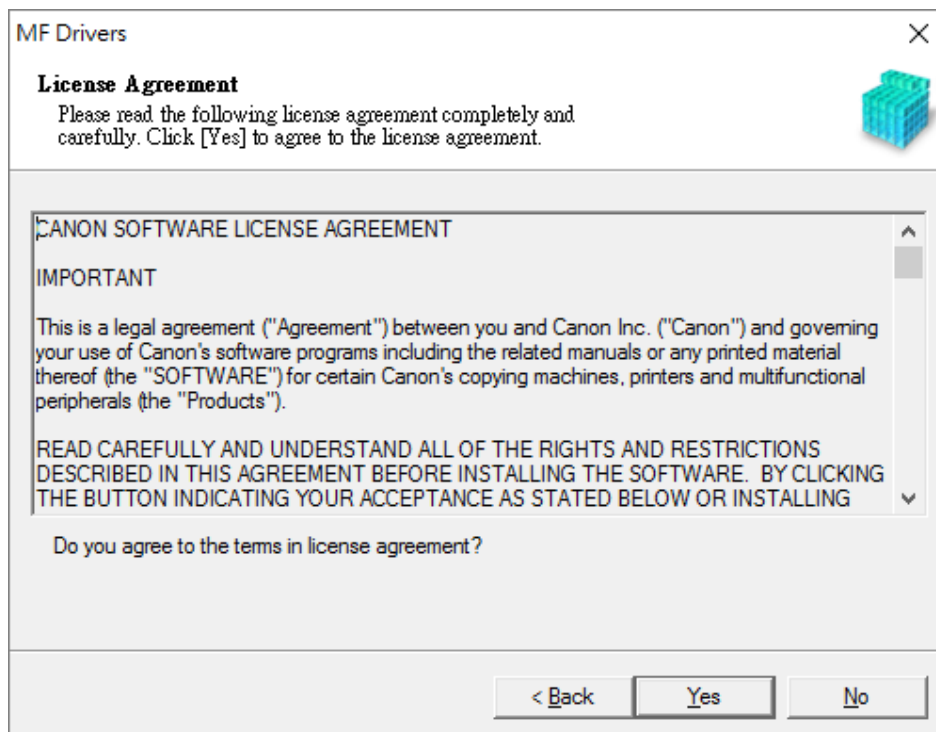 MF Drivers
License Agreement
Please read the following license agreement completely and
carefully. Click [Yes] to agree to the license agreement.
CANON SOFTWARE LICENSE AGREEMENT
IMPORTANT
This is a legal agreement ("Agreement") between you and Canon Inc. ("Canon") and governing
your use of Canon's software programs including the related manuals or any printed material
thereof (the "SOFTWARE") for certain Canon's copying machines, printers and multifunctional
peripherals (the "Products").
READ CAREFULLY AND UNDERSTAND ALL OF THE RIGHTS AND RESTRICTIONS
DESCRIBED IN THIS AGREEMENT BEFORE INSTALLING THE SOFTWARE.  BY CLICKING
THE BUTTON INDICATING YOUR ACCEPTANCE AS STATED BELOW OR INSTALLING
Do you agree to the terms in license agreement?
< Back
Yes
No